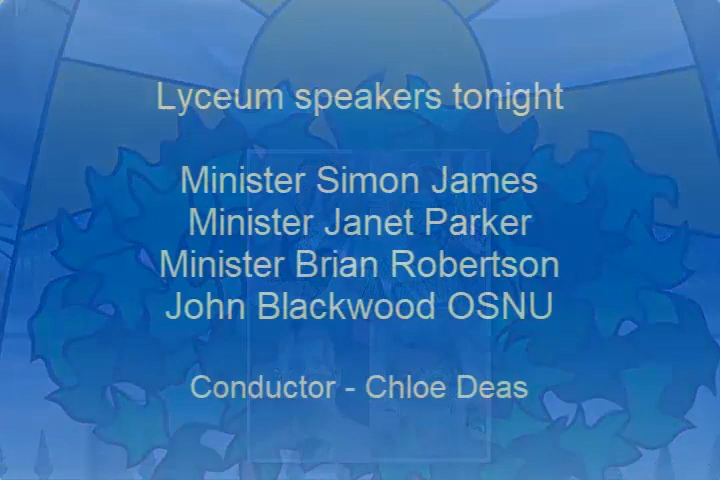 Lyceum speakers tonight
Minister Simon James
Minister Janet Parker
Minister Brian Robertson
John Blackwood OSNU
Conductor - Chloe Deas